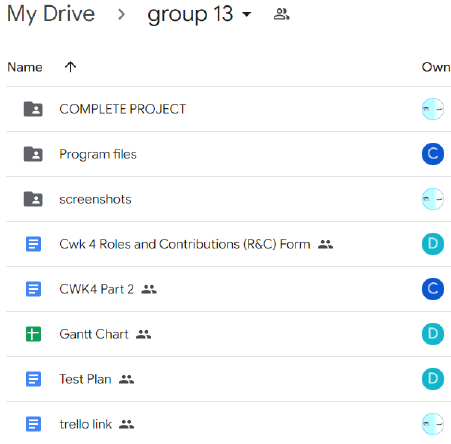 My Drive > group 13
Name Own
COMPLETE PROJECT
Program files C
screenshots
Cwk 4 Roles and Contributions (R&C) Form D
CWK4 Part 2 C
Gantt Chart D
Test Plan D
trello link